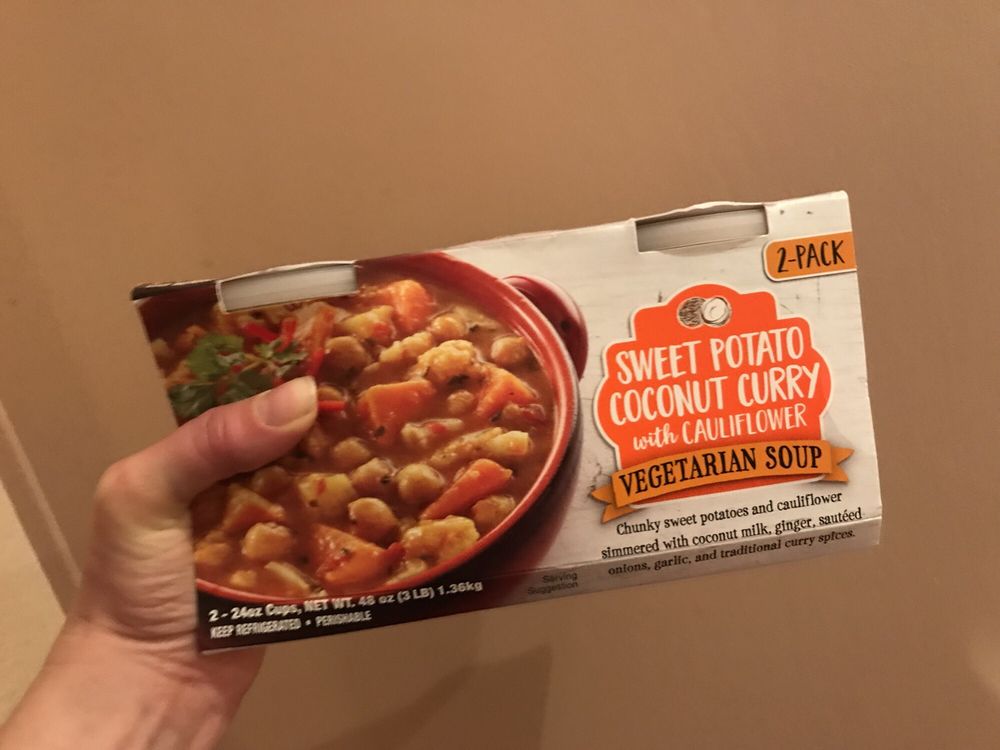 2-PACK
SWEET POTATO
COCONUT CURRY
with CAULIFLOWER
VEGETARIAN SOUP
Chunky sweet potatoes and cauliflower
simmered with coconut milk, ginger, sautéed
onions, garlic, and traditional curry spices.
Serving
Suggestion
2 - 24oz Cups, NET WT. 48 oz (3 LB) 1.36kg
KEEP REFRIGERATED • PERISHABLE